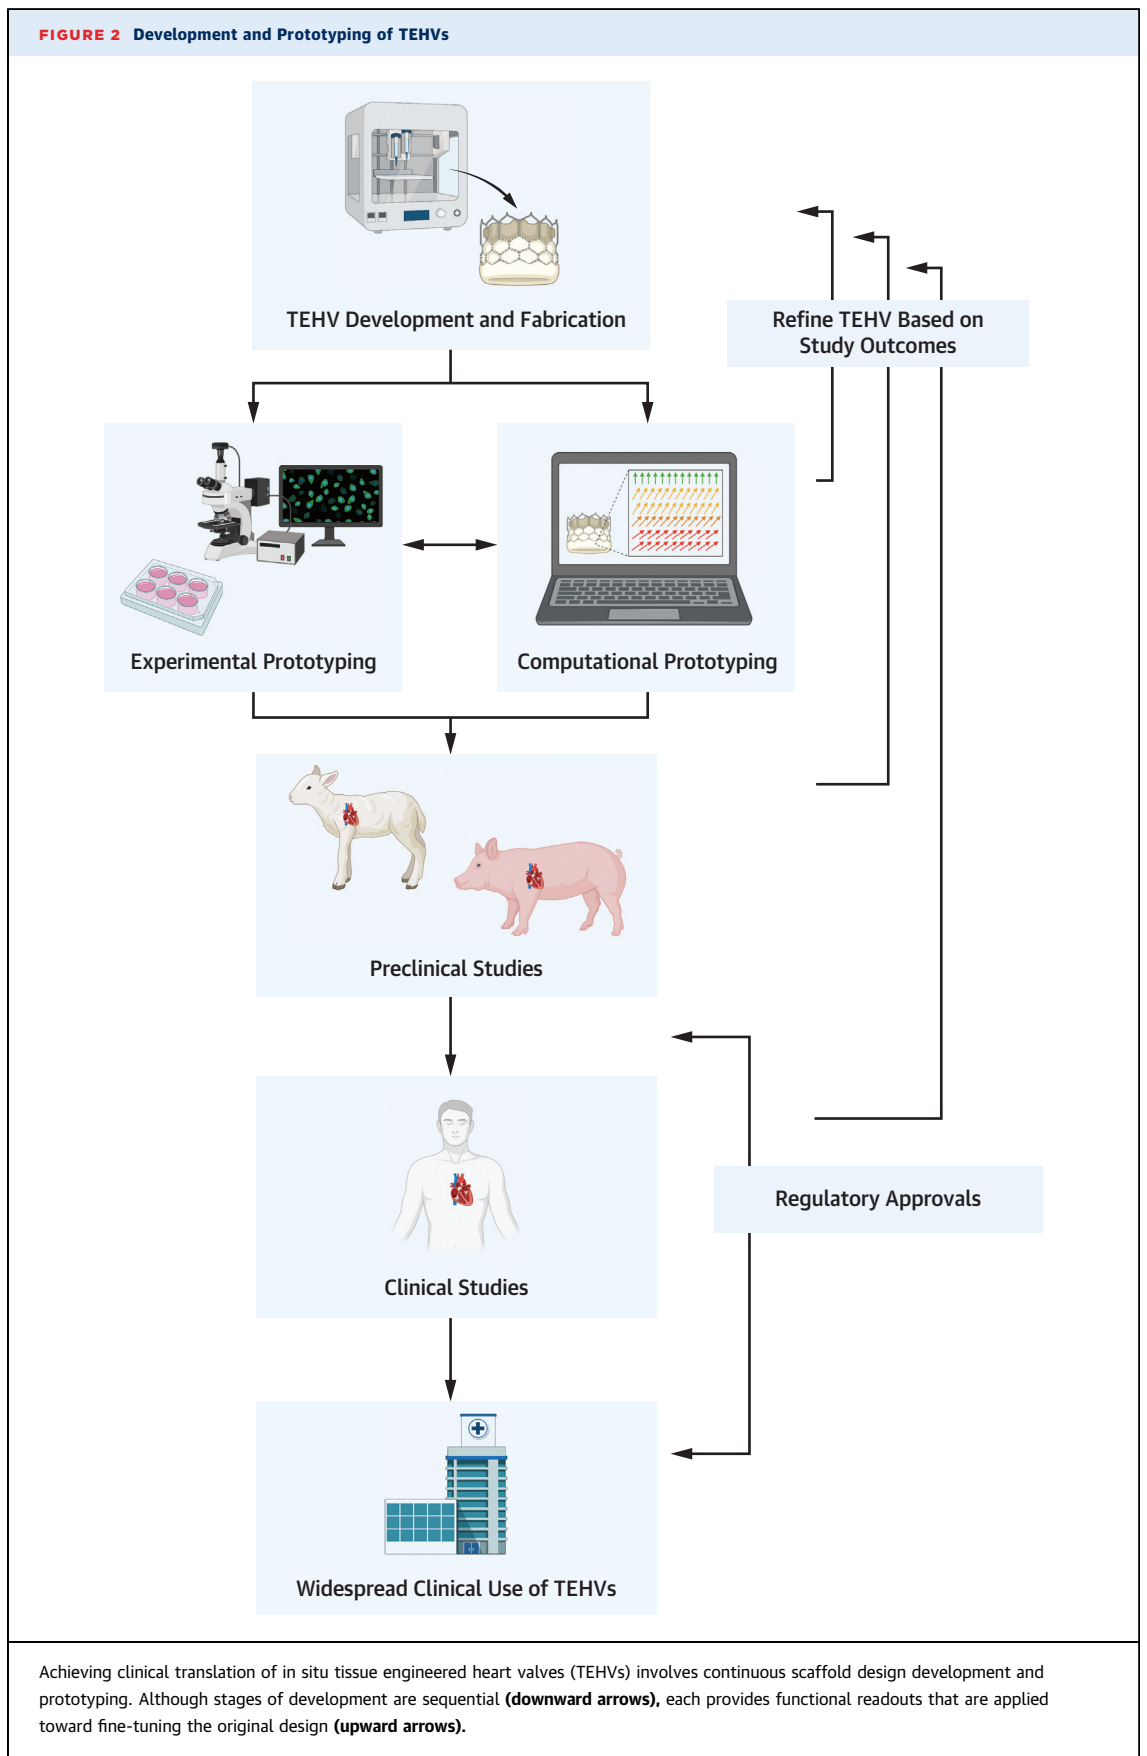 FIGURE 2 Development and Prototyping of TEHVs
TEHV Development and Fabrication
Refine TEHV Based on
Study Outcomes
Experimental Prototyping
Computational Prototyping
Preclinical Studies
Clinical Studies
Regulatory Approvals
Widespread Clinical Use of TEHVs
Achieving clinical translation of in situ tissue engineered heart valves (TEHVs) involves continuous scaffold design development and
prototyping. Although stages of development are sequential (downward arrows), each provides functional readouts that are applied
toward fine-tuning the original design (upward arrows).